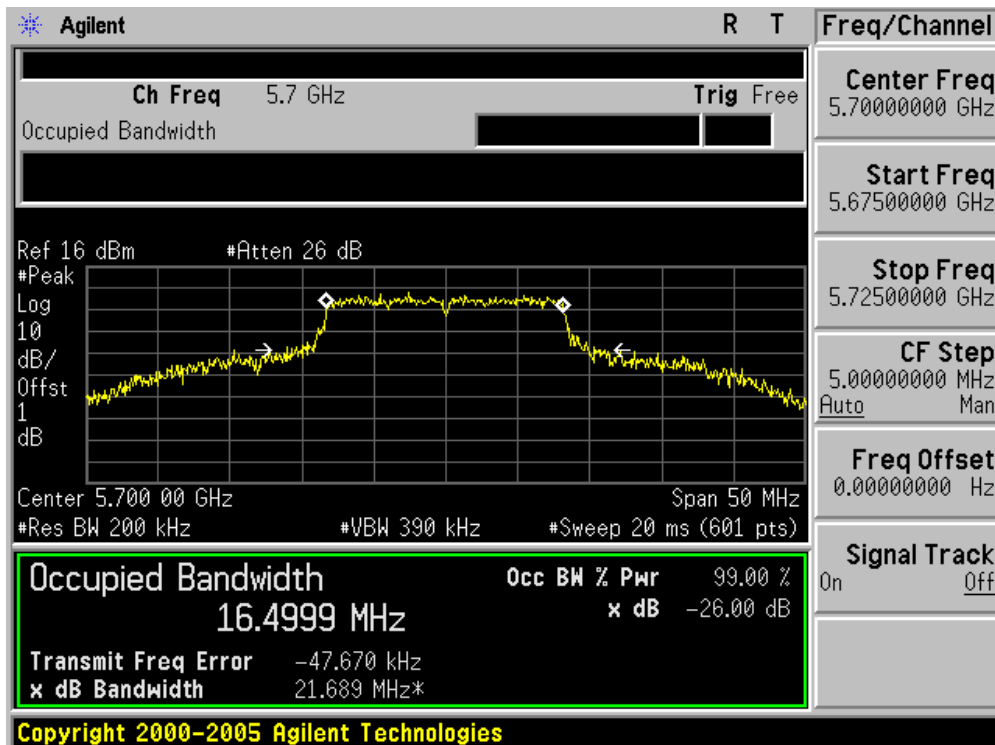 Agilent R T
Freq/Channel
Ch Freq 5.7 GHz Trig Free
Occupied Bandwidth
Ref 16 dBm #Atten 26 dB
#Peak
Log
10
dB/
Offst
1
dB
Center 5.700 00 GHz Span 50 MHz
#Res BW 200 kHz #VBW 390 kHz #Sweep 20 ms (601 pts)
Occupied Bandwidth
16.4999 MHz
Occ BW % Pwr 99.00 %
x dB -26.00 dB
Transmit Freq Error -47.670 kHz
x dB Bandwidth 21.689 MHz*
Center Freq
5.70000000 GHz
Start Freq
5.67500000 GHz
Stop Freq
5.72500000 GHz
CF Step
5.00000000 MHz
Auto Man
Freq Offset
0.00000000 Hz
Signal Track
On Off
Copyright 2000-2005 Agilent Technologies